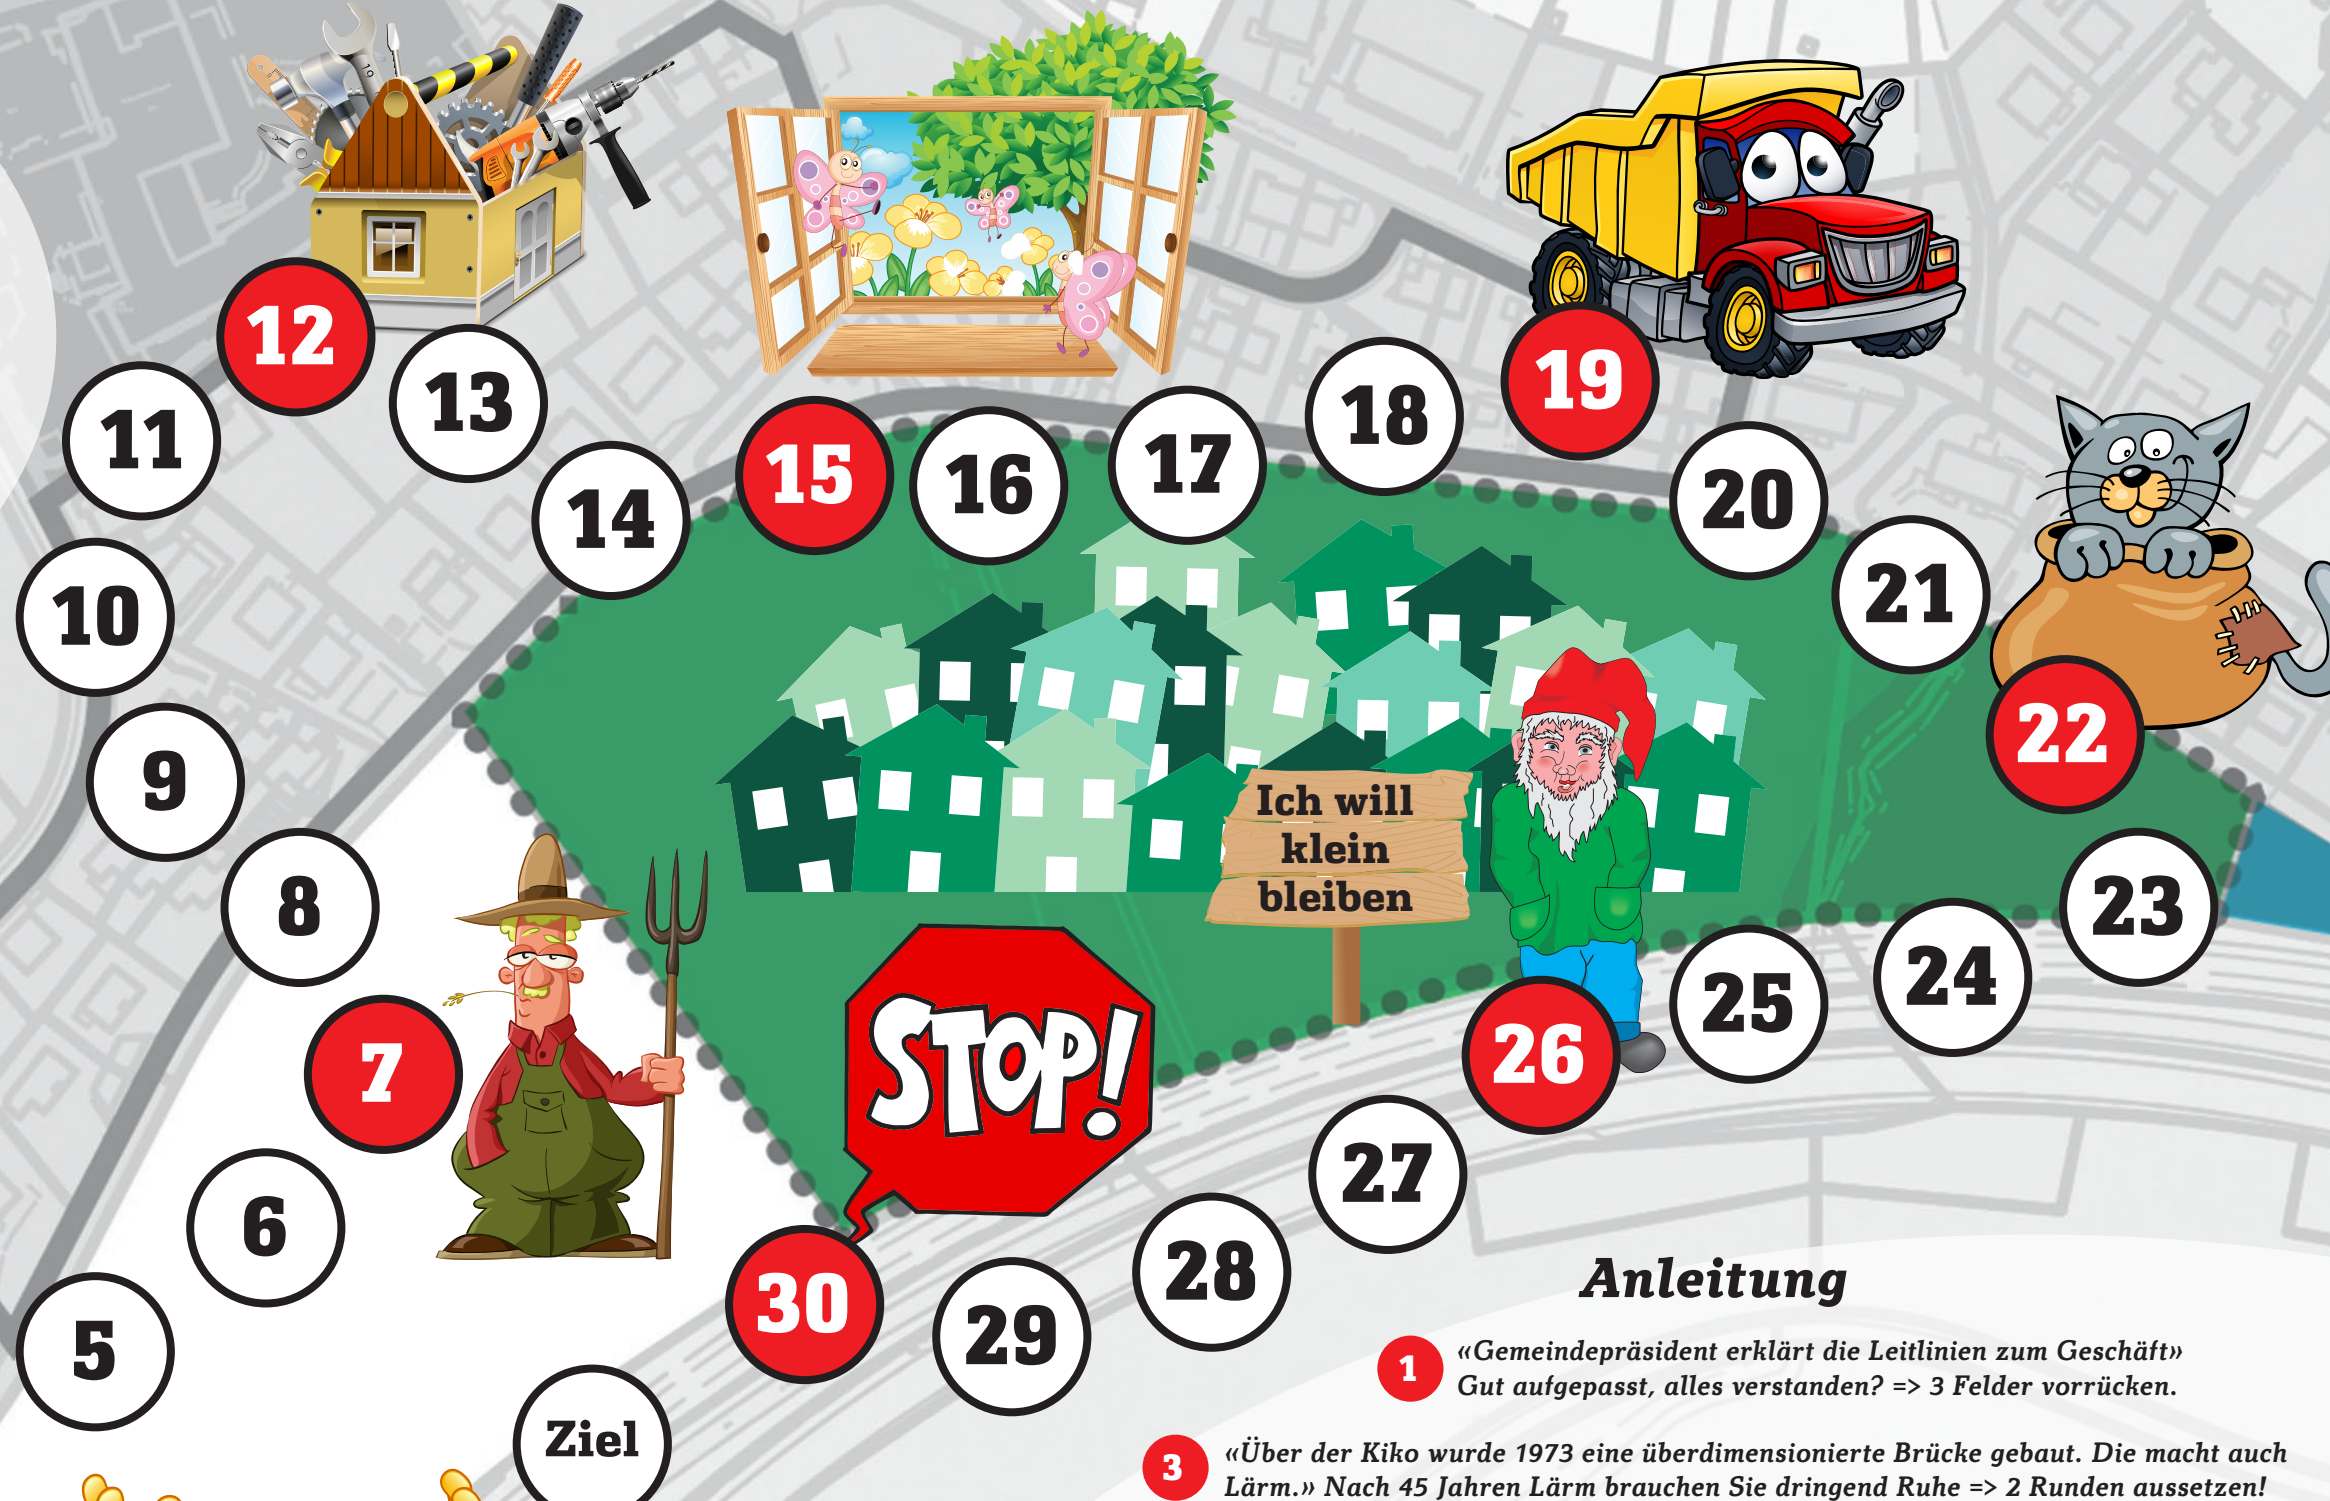 12
13
11
14
15
16
17
18
19
20
21
22
10
9
8
7
6
5
Ich will
klein
bleiben
STOP!
23
24
25
26
27
28
29
30
Ziel
Anleitung
1 «Gemeindepräsident erklärt die Leitlinien zum Geschäft»
Gut aufgepasst, alles verstanden? => 3 Felder vorrücken.
3 «Über der Kiko wurde 1973 eine überdimensionierte Brücke gebaut. Die macht auch
Lärm.» Nach 45 Jahren Lärm brauchen Sie dringend Ruhe => 2 Runden aussetzen!